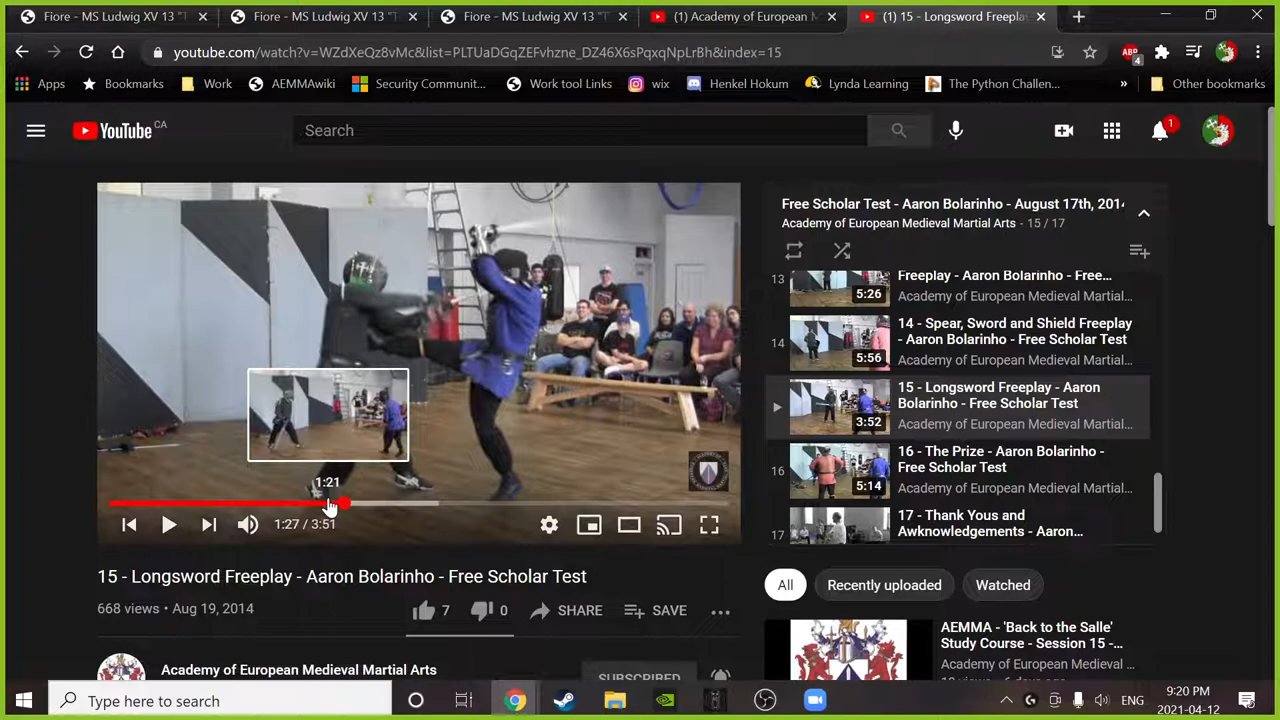 Fiore - MS Ludwig XV 13 "T
Fiore - MS Ludwig XV 13 "T
Fiore - MS Ludwig XV 13 "T
(1) Academy of European M
(1) 15 - Longsword Freeplay
youtube.com/watch?v=WZdXeQz8vMc&list=PLTUaDGqZEFvhzne_DZ46X6sPqxqNpLrBh&index=15
ABP
4
Apps
Bookmarks
Work
AEMMAwiki
Security Communit...
Work tool Links
wix
Henkel Hokum
Lynda Learning
The Python Challen...
»
Other bookmarks
YouTube CA
Search
1
Free Scholar Test - Aaron Bolarinho - August 17th, 2014
Academy of European Medieval Martial Arts - 15 / 17
13
Freeplay - Aaron Bolarinho - Free...
Academy of European Medieval Martial...
5:26
14
14 - Spear, Sword and Shield Freeplay
- Aaron Bolarinho - Free Scholar Test
Academy of European Medieval Martial...
5:56
15 - Longsword Freeplay - Aaron
Bolarinho - Free Scholar Test
Academy of European Medieval Martial...
3:52
16
16 - The Prize - Aaron Bolarinho -
Free Scholar Test
Academy of European Medieval Martial...
5:14
17
17 - Thank Yous and
Awknowledgements - Aaron...
1:21
1:27 / 3:51
15 - Longsword Freeplay - Aaron Bolarinho - Free Scholar Test
668 views • Aug 19, 2014
7
0
SHARE
SAVE
All
Recently uploaded
Watched
AEMMA - 'Back to the Salle'
Study Course - Session 15 -...
Academy of European Medieval ...
Academy of European Medieval Martial Arts
SUBSCRIBED
Type here to search
ENG
9:20 PM
2021-04-12